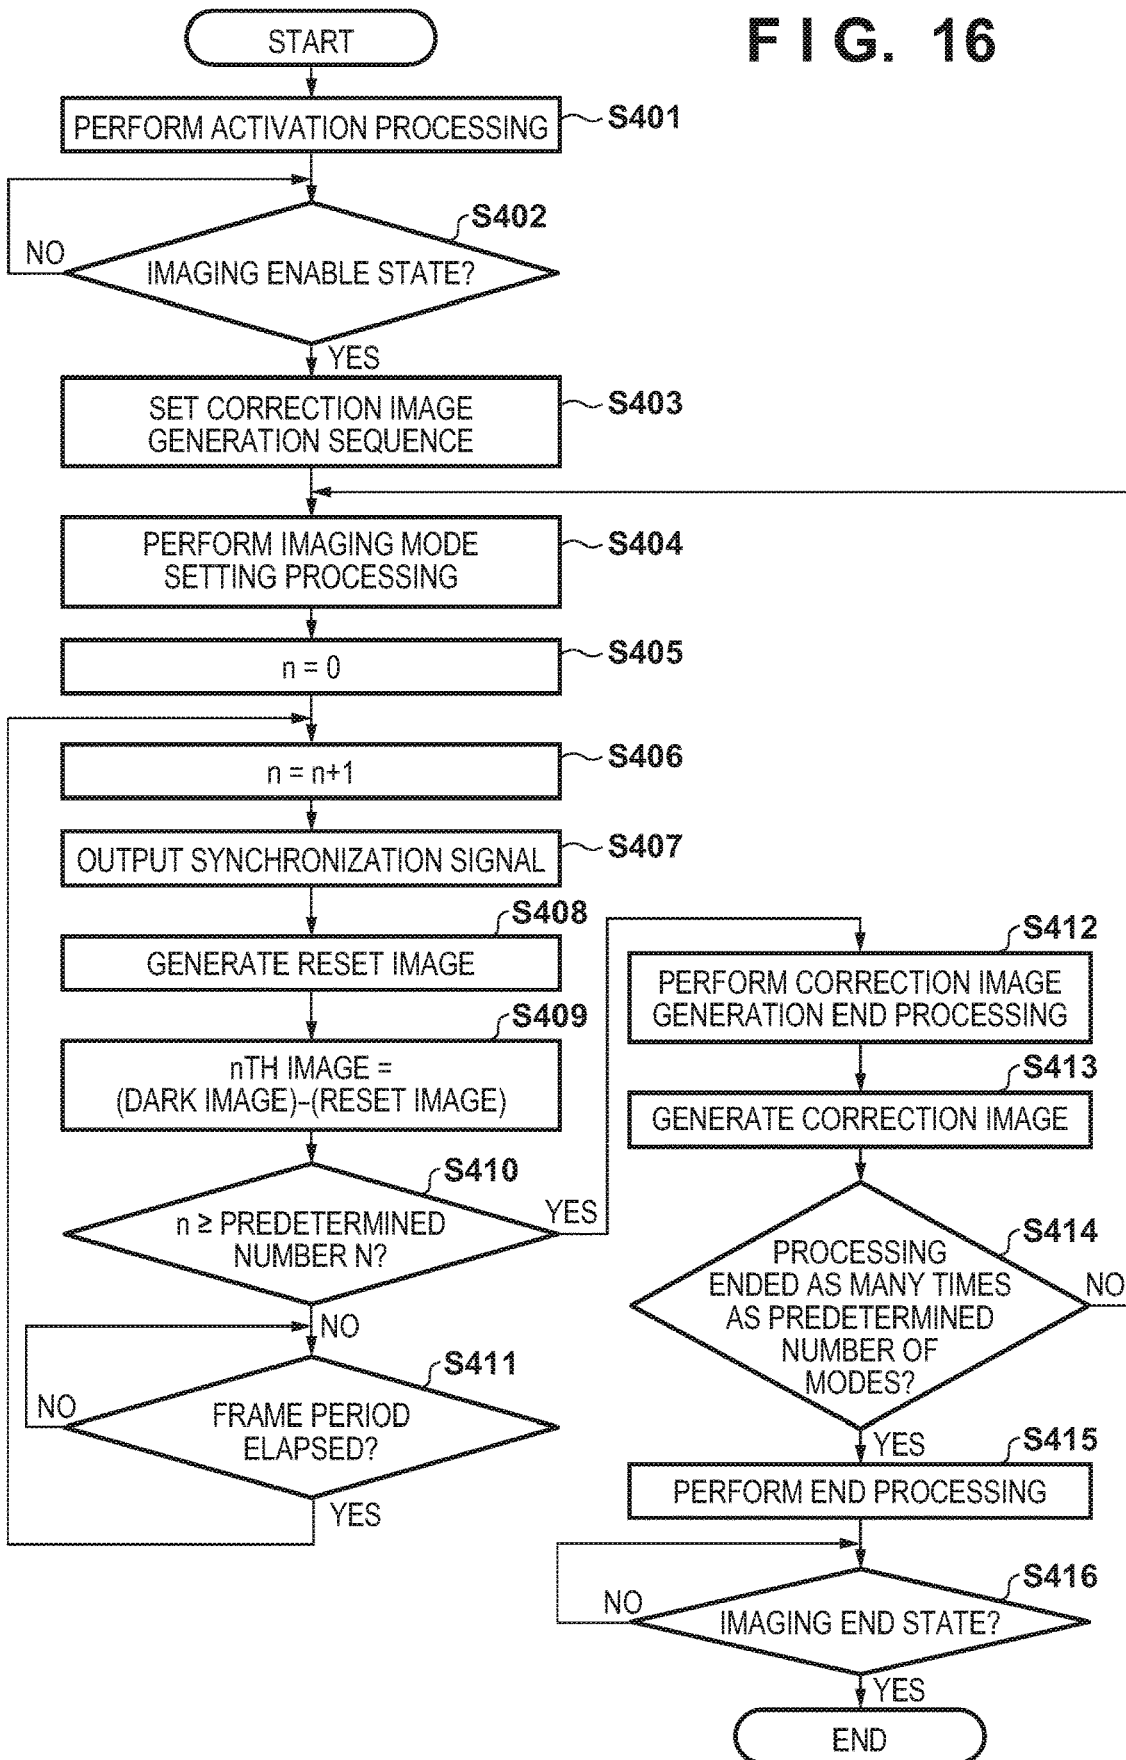 FIG. 16
START
PERFORM ACTIVATION PROCESSING
S401
S402
NO
IMAGING ENABLE STATE?
YES
SET CORRECTION IMAGE
GENERATION SEQUENCE
S403
PERFORM IMAGING MODE
SETTING PROCESSING
S404
n = 0
S405
n = n+1
S406
OUTPUT SYNCHRONIZATION SIGNAL
S407
S408
GENERATE RESET IMAGE
S409
nTH IMAGE =
(DARK IMAGE)–(RESET IMAGE)
S410
n ≥ PREDETERMINED
NUMBER N?
YES
NO
S411
NO
FRAME PERIOD
ELAPSED?
YES
S412
PERFORM CORRECTION IMAGE
GENERATION END PROCESSING
S413
GENERATE CORRECTION IMAGE
S414
PROCESSING
ENDED AS MANY TIMES
AS PREDETERMINED
NUMBER OF
MODES?
NO
YES
S415
PERFORM END PROCESSING
S416
NO
IMAGING END STATE?
YES
END